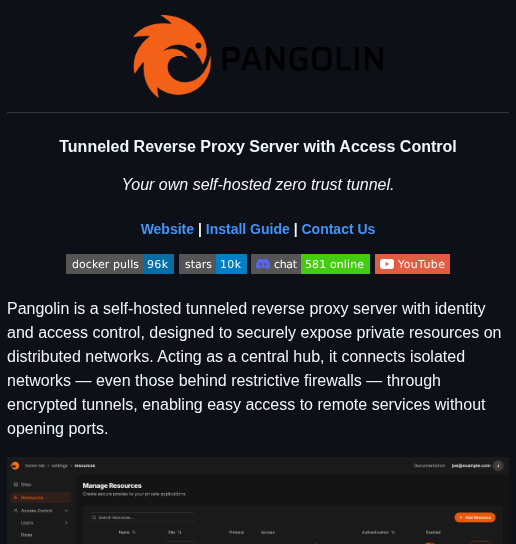 PANGOLIN
Tunneled Reverse Proxy Server with Access Control
Your own self-hosted zero trust tunnel.
Website | Install Guide | Contact Us
docker pulls 96k stars 10k chat 581 online YouTube
Pangolin is a self-hosted tunneled reverse proxy server with identity
and access control, designed to securely expose private resources on
distributed networks. Acting as a central hub, it connects isolated
networks — even those behind restrictive firewalls — through
encrypted tunnels, enabling easy access to remote services without
opening ports.
home-lab > settings > resources Documentation joe@example.com J
Sites
Manage Resources
Create secure proxies to your private applications
Resources
Access Control
Search resources... + Add Resource
Users
Roles
Name Site Protocol Access Authentication Enabled